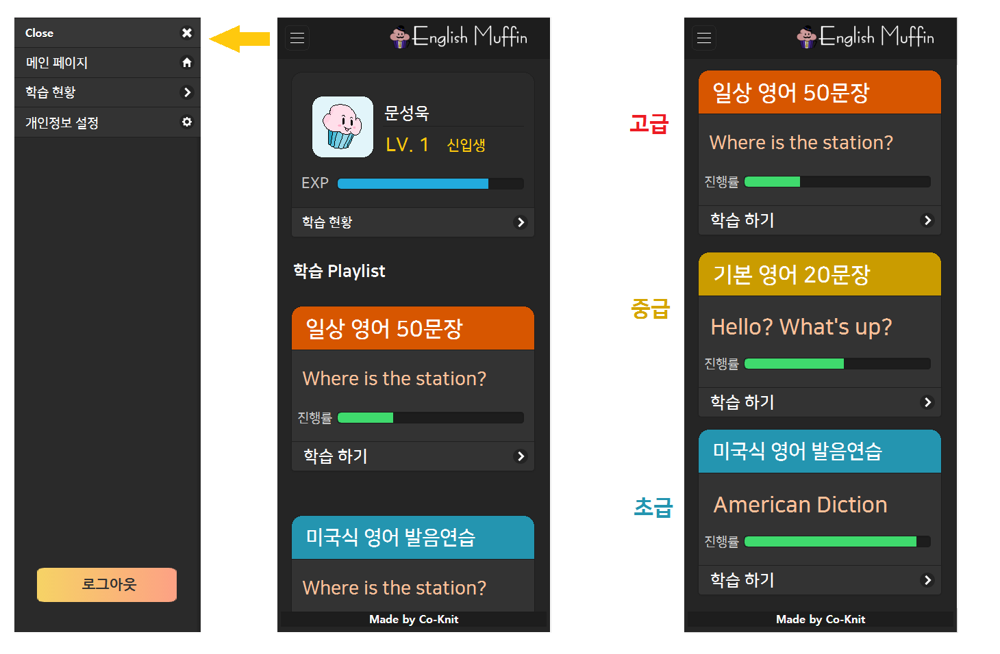 Close
메인 페이지
학습 현황
개인정보 설정
로그아웃
English Muffin
문성욱
LV. 1 신입생
EXP
학습 현황
학습 Playlist
일상 영어 50문장
Where is the station?
진행률
학습 하기
미국식 영어 발음연습
Where is the station?
Made by Co-Knit
고급
중급
초급
English Muffin
일상 영어 50문장
Where is the station?
진행률
학습 하기
기본 영어 20문장
Hello? What's up?
진행률
학습 하기
미국식 영어 발음연습
American Diction
진행률
학습 하기
Made by Co-Knit